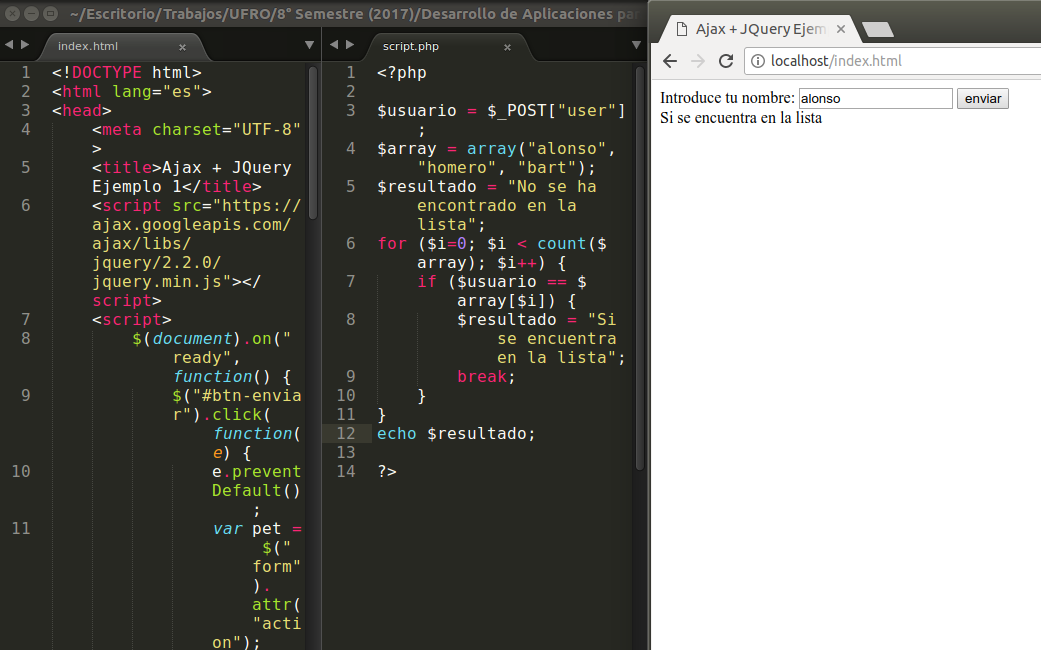 ~/Escritorio/Trabajos/UFRO/8° Semestre (2017)/Desarrollo de Aplicaciones par
index.html ×
1 <!DOCTYPE html>
2 <html lang="es">
3 <head>
4 <meta charset="UTF-8"
>
5 <title>Ajax + JQuery
Ejemplo 1</title>
6 <script src="https://
ajax.googleapis.com/
ajax/libs/
jquery/2.2.0/
jquery.min.js"></
script>
7 <script>
8 $(document).on("
ready",
function() {
9 $("#btn-envia
r").click(
function(
e) {
10 e.prevent
Default()
;
11 var pet =
$("
form"
).
attr(
"acti
on");
script.php ×
1 <?php
2
3 $usuario = $_POST["user"]
;
4 $array = array("alonso",
"homero", "bart");
5 $resultado = "No se ha
encontrado en la
lista";
6 for ($i=0; $i < count($
array); $i++) {
7 if ($usuario == $
array[$i]) {
8 $resultado = "Si
se encuentra
en la lista";
9 break;
10 }
11 }
12 echo $resultado;
13
14 ?>
Ajax + JQuery Ejem ×
localhost/index.html
Introduce tu nombre: alonso enviar
Si se encuentra en la lista